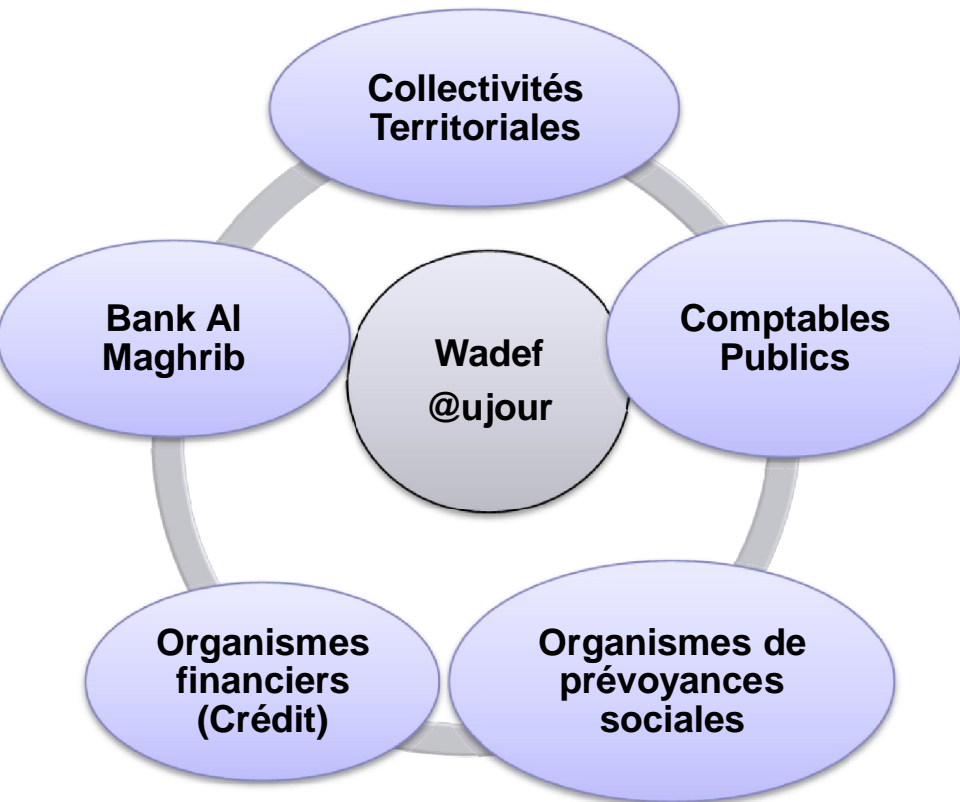 Collectivités
Territoriales
Bank Al
Maghrib
Wadef
@ujour
Comptables
Publics
Organismes
financiers
(Crédit)
Organismes de
prévoyances
sociales